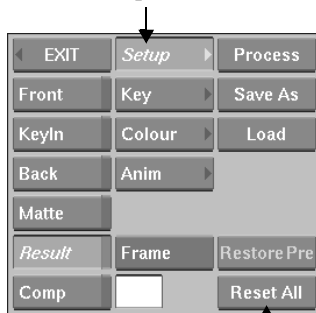 EXIT Setup Process
Front Key Save As
KeyIn Colour Load
Back Anim
Matte
Result Frame Restore Pre
Comp Reset All